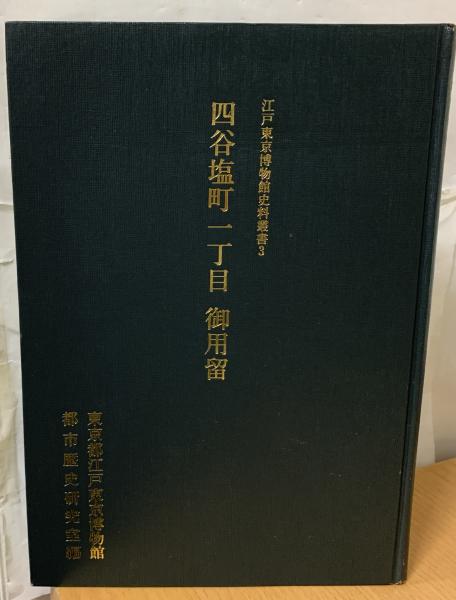 江戸東京博物館史料叢書3
四谷塩町一丁目 御用留
東京都江戸東京博物館
都市歴史研究室編